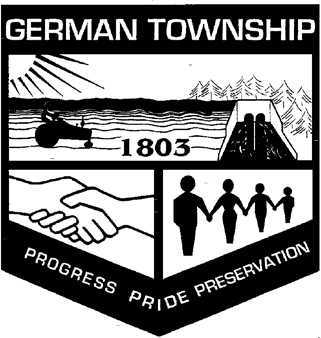 GERMAN TOWNSHIP
1803
PROGRESS PRIDE PRESERVATION